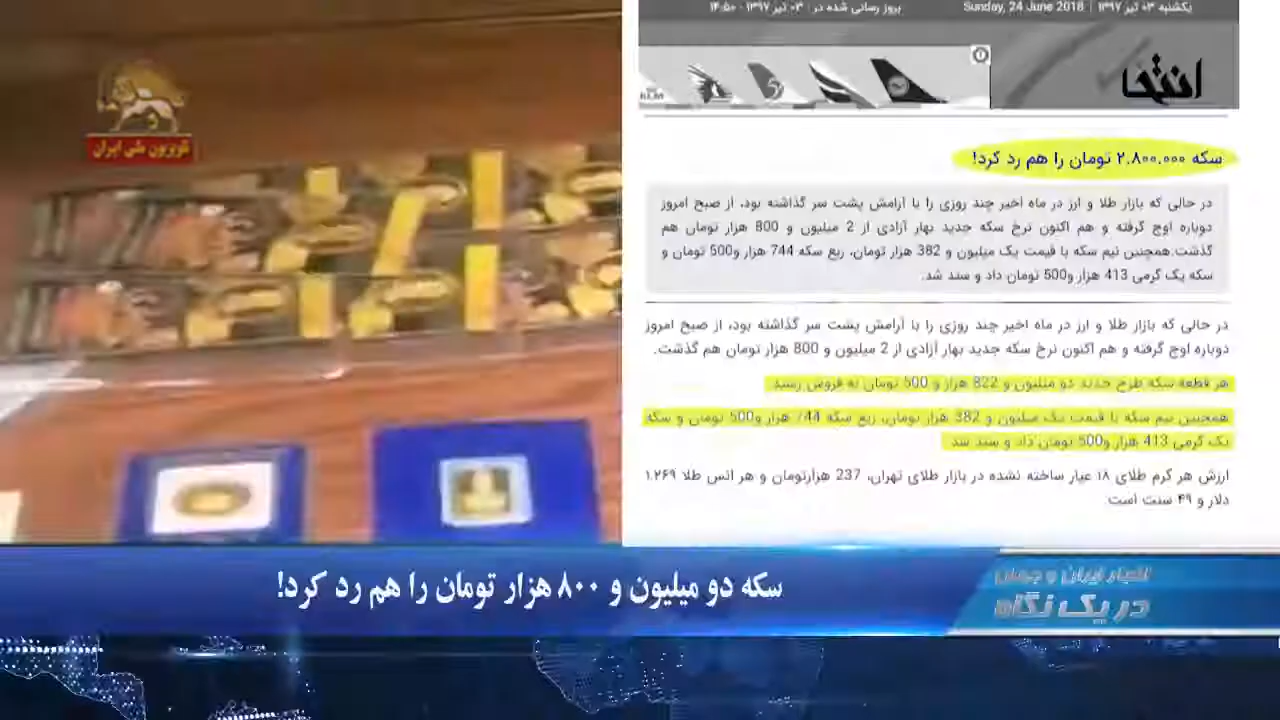 یکشنبه ۰۳ تیر ۱۳۹۷ | Sunday, 24 June 2018
بروز رسانی شده در : ۰۳ تیر ۱۳۹۷ - ۱۴:۵۰
انتخاب
تلویزیون ملی ایران
سکه ۲.۸۰۰.۰۰۰ تومان را هم رد کرد!
در حالی که بازار طلا و ارز در ماه اخیر چند روزی را با آرامش پشت سر گذاشته بود، از صبح امروز
دوباره اوج گرفته و هم اکنون نرخ سکه جدید بهار آزادی از 2 میلیون و 800 هزار تومان هم
گذشت.همچنین نیم سکه با قیمت یک میلیون و 382 هزار تومان، ربع سکه 744 هزار و500 تومان و
سکه یک گرمی 413 هزار و500 تومان داد و ستد شد.
در حالی که بازار طلا و ارز در ماه اخیر چند روزی را با آرامش پشت سر گذاشته بود، از صبح امروز
دوباره اوج گرفته و هم اکنون نرخ سکه جدید بهار آزادی از 2 میلیون و 800 هزار تومان هم گذشت.
هر قطعه سکه طرح جدید دو میلیون و 822 هزار و 500 تومان به فروش رسید
همچنین نیم سکه با قیمت یک میلیون و 382 هزار تومان، ربع سکه 744 هزار و500 تومان و سکه
یک گرمی 413 هزار و500 تومان داد و ستد شد
ارزش هر گرم طلای ۱۸ عیار ساخته نشده در بازار طلای تهران، 237 هزارتومان و هر انس طلا ۱.۲۶۹
دلار و ۴۹ سنت است.
سکه دو میلیون و ۸۰۰ هزار تومان را هم رد کرد!
اخبار ایران و جهان
در یک نگاه